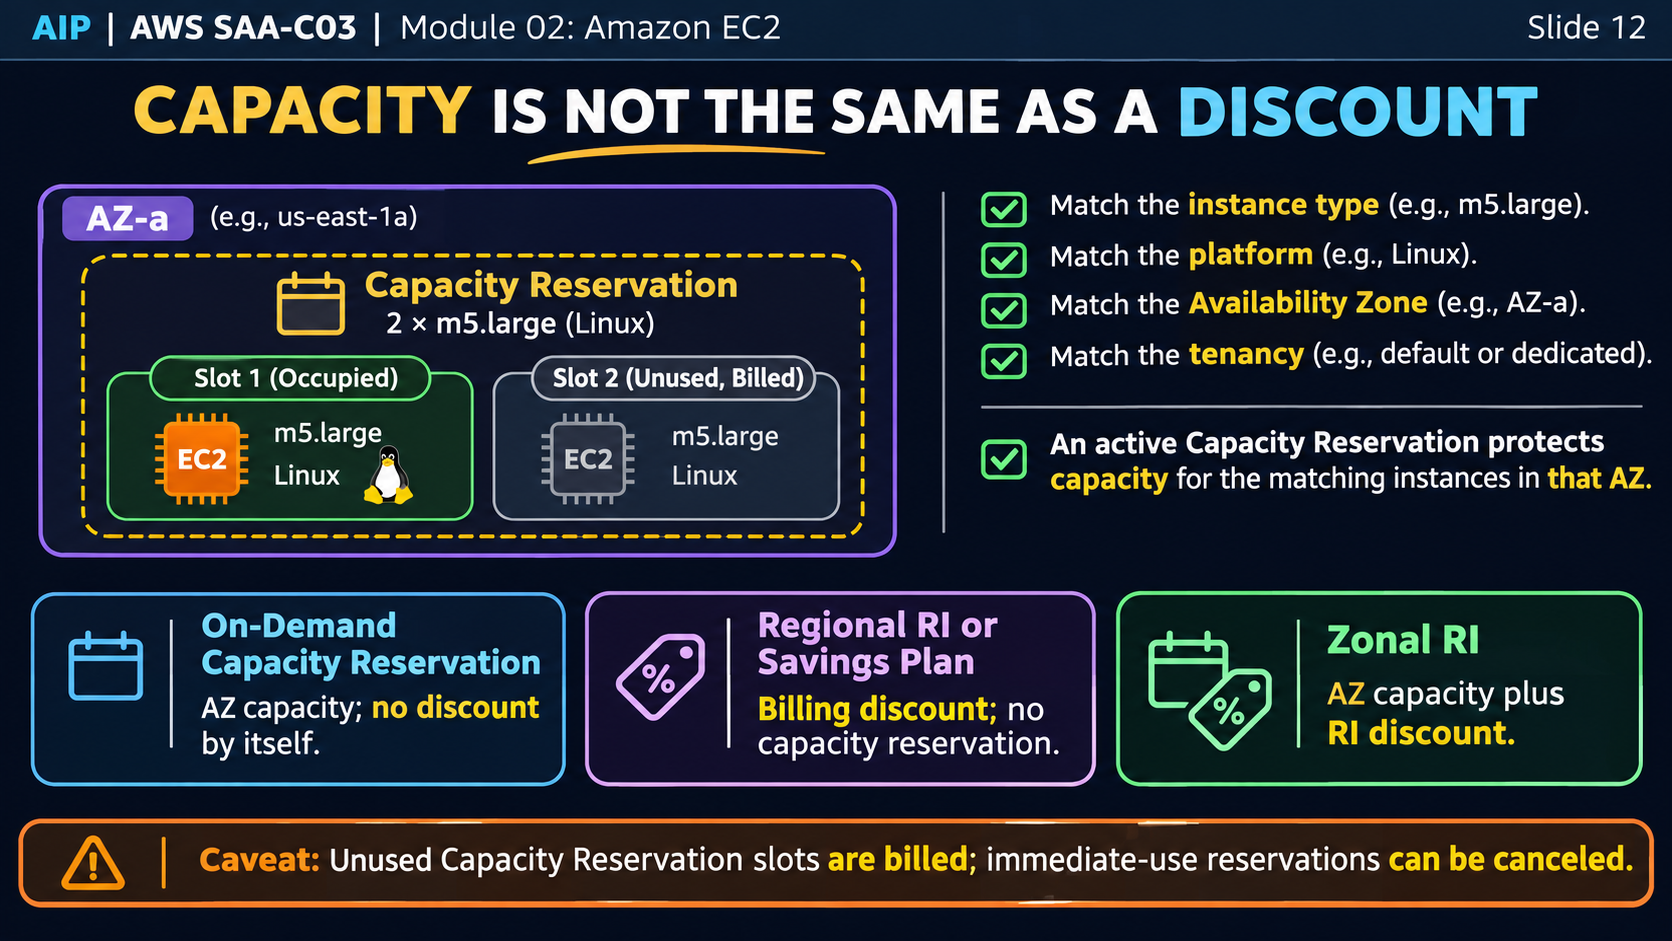 AIP | AWS SAA-C03 | Module 02: Amazon EC2
Slide 12
CAPACITY IS NOT THE SAME AS A DISCOUNT
AZ-a (e.g., us-east-1a)
Capacity Reservation
2 × m5.large (Linux)
Slot 1 (Occupied)
EC2
m5.large
Linux
Slot 2 (Unused, Billed)
EC2
m5.large
Linux
Match the instance type (e.g., m5.large).
Match the platform (e.g., Linux).
Match the Availability Zone (e.g., AZ-a).
Match the tenancy (e.g., default or dedicated).
An active Capacity Reservation protects
capacity for the matching instances in that AZ.
On-Demand
Capacity Reservation
AZ capacity; no discount
by itself.
%
Regional RI or
Savings Plan
Billing discount; no
capacity reservation.
%
Zonal RI
AZ capacity plus
RI discount.
Caveat: Unused Capacity Reservation slots are billed; immediate-use reservations can be canceled.